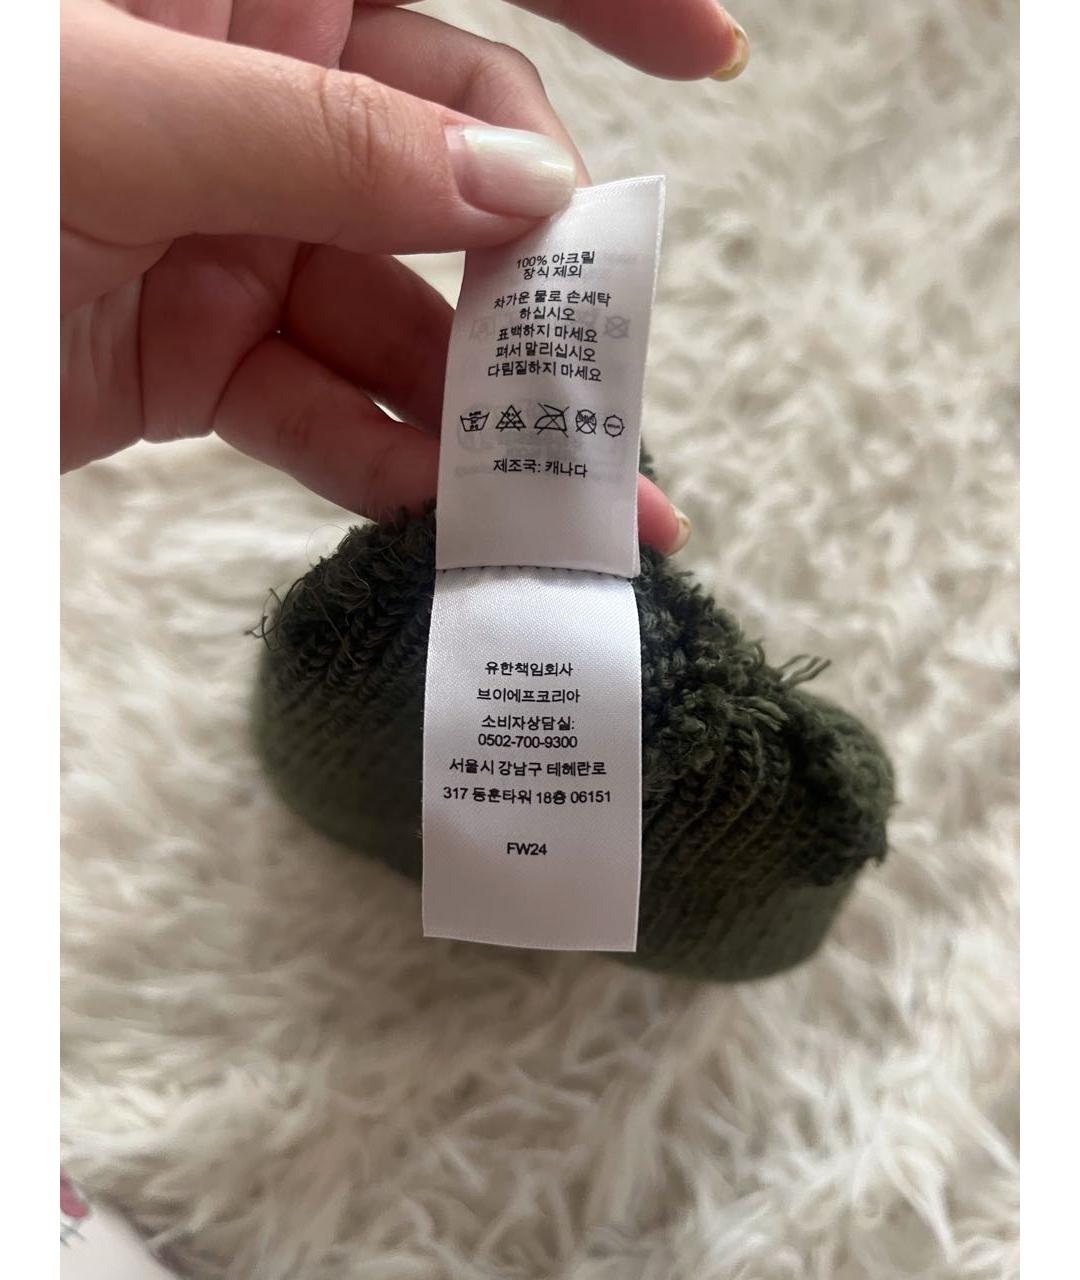 100% 아크릴
장식 제외
차가운 물로 손세탁
하십시오
표백하지 마세요
펴서 말리십시오
다림질하지 마세요
제조국: 캐나다
유한책임회사
브이에프코리아
소비자상담실:
0502-700-9300
서울시 강남구 테헤란로
317 동훈타워 18층 06151
FW24